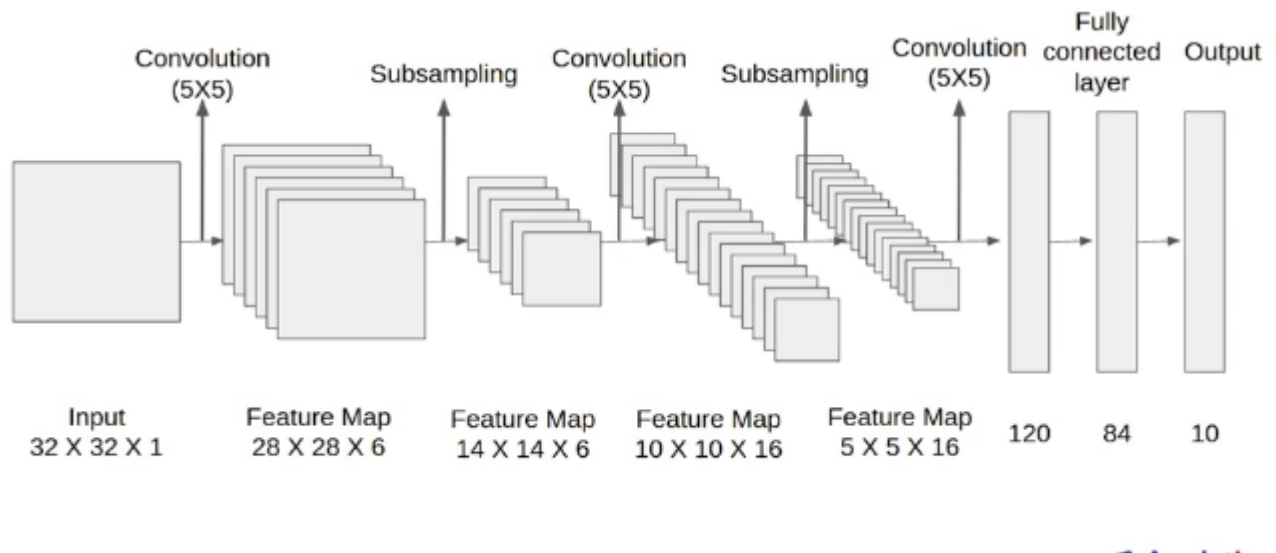 Convolution
(5X5)
Subsampling
Convolution
(5X5)
Subsampling
Convolution
(5X5)
Fully
connected
layer
Output
Input
32 X 32 X 1
Feature Map
28 X 28 X 6
Feature Map
14 X 14 X 6
Feature Map
10 X 10 X 16
Feature Map
5 X 5 X 16
120
84
10